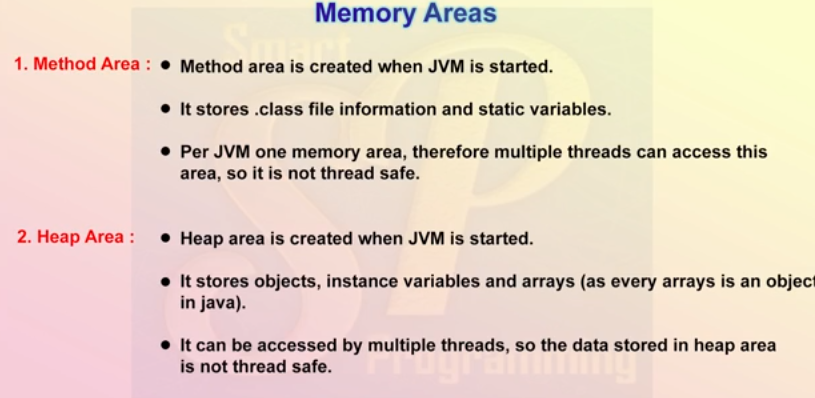 Memory Areas
1. Method Area : • Method area is created when JVM is started.
• It stores .class file information and static variables.
• Per JVM one memory area, therefore multiple threads can access this
area, so it is not thread safe.
2. Heap Area : • Heap area is created when JVM is started.
• It stores objects, instance variables and arrays (as every arrays is an object
in java).
• It can be accessed by multiple threads, so the data stored in heap area
is not thread safe.
Smart
SP
Programming